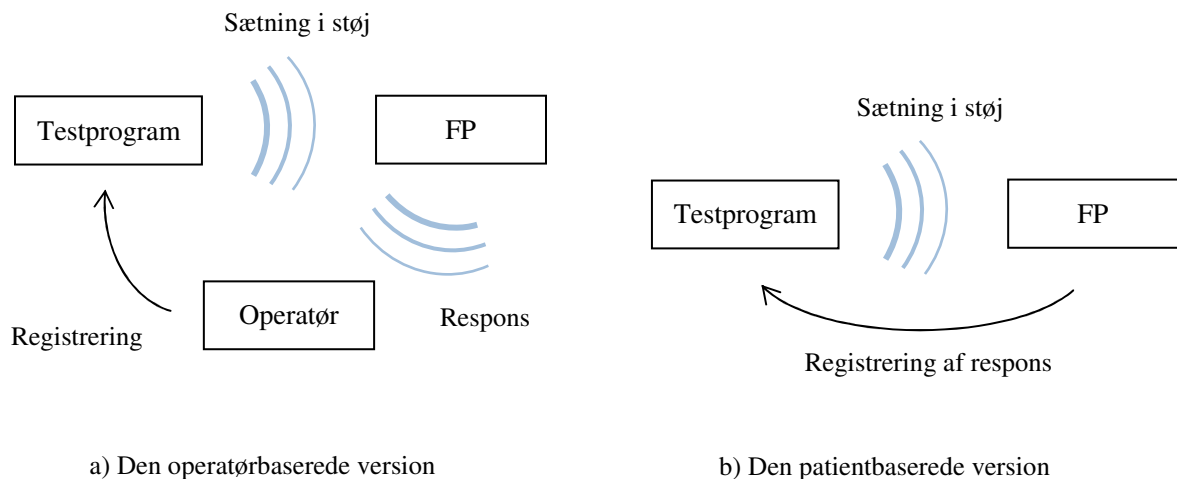 Sætning i støj
Testprogram
FP
Operatør
Registrering
Respons
a) Den operatørbaserede version
Sætning i støj
Testprogram
FP
Registrering af respons
b) Den patientbaserede version